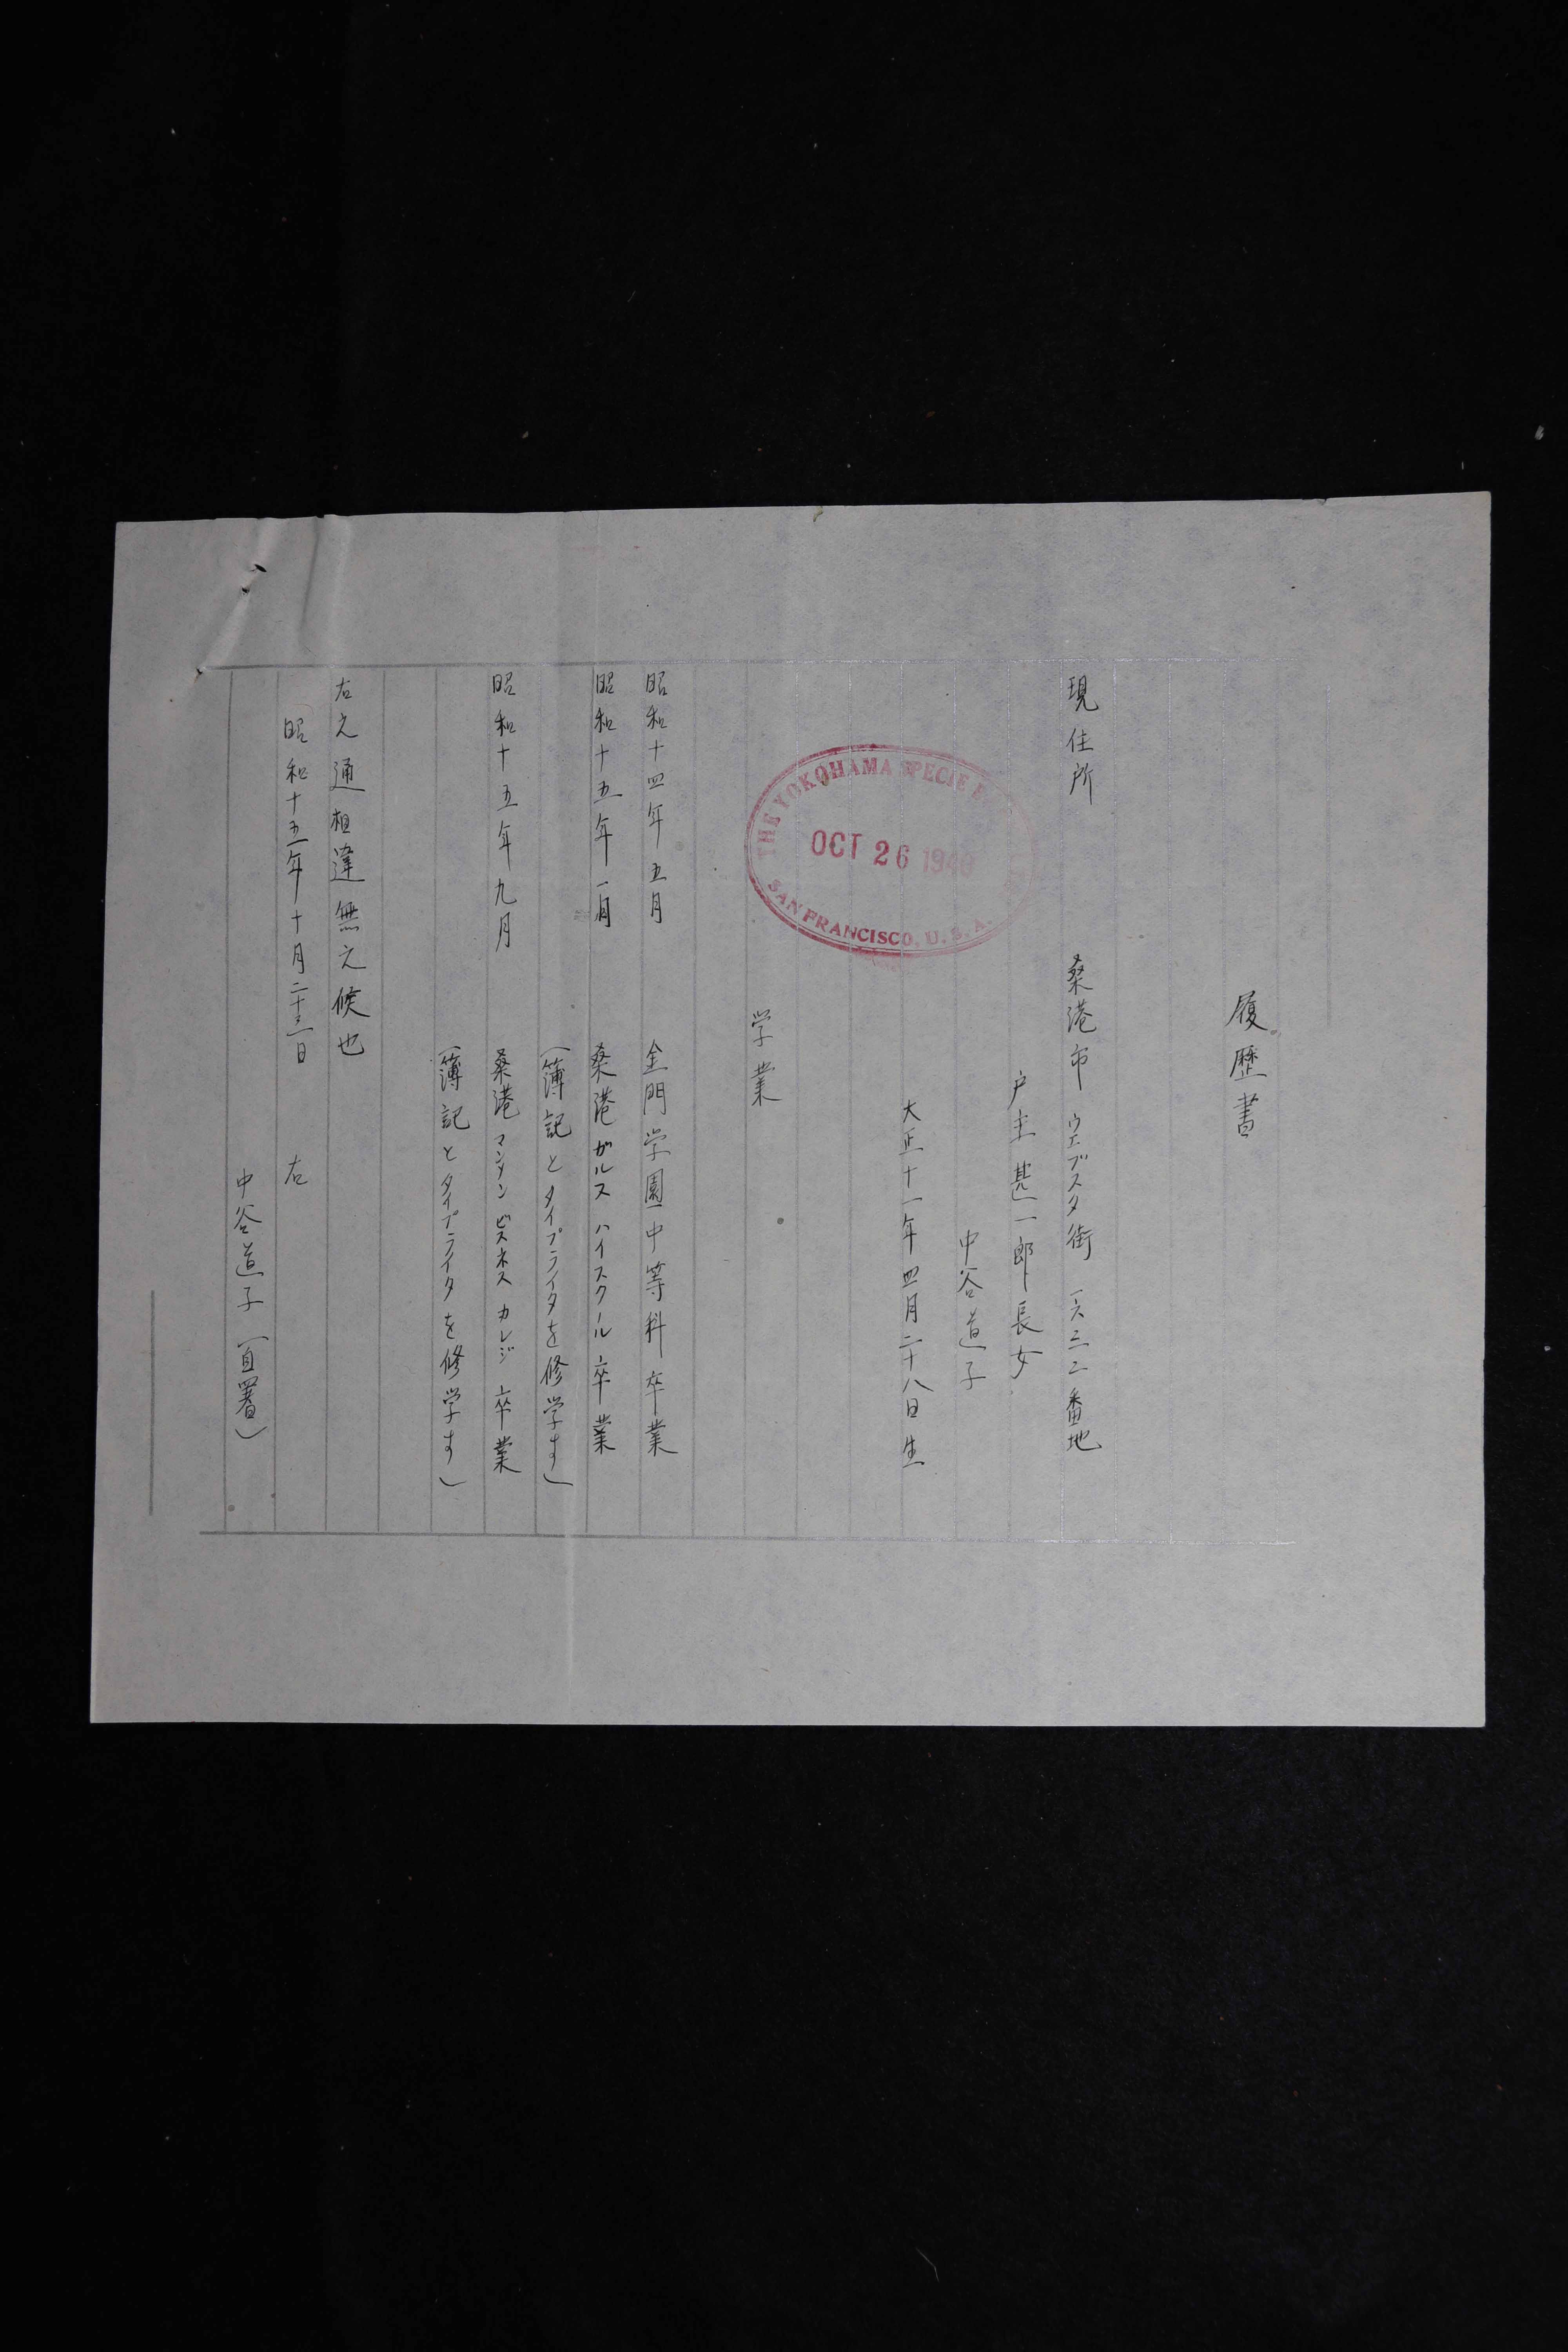 履歴書
現住所 桑港市 ウエブスタ街 一六三二番地
戸主 甚一郎 長女
中谷道子
大正十一年四月二十八日生
THE YOKOHAMA SPECIE
OCT 26 1940
SAN FRANCISCO, U.S.A.
学業
昭和十四年五月 金門学園中等科卒業
昭和十五年一月 桑港ガルスハイスクール卒業
(簿記とタイプライタを修学す)
昭和十五年九月 桑港マンソンビズネスカレジ卒業
(簿記とタイプライタを修学す)
右之通相違無之候也
昭和十五年十月二十三日 右
中谷道子(自署)